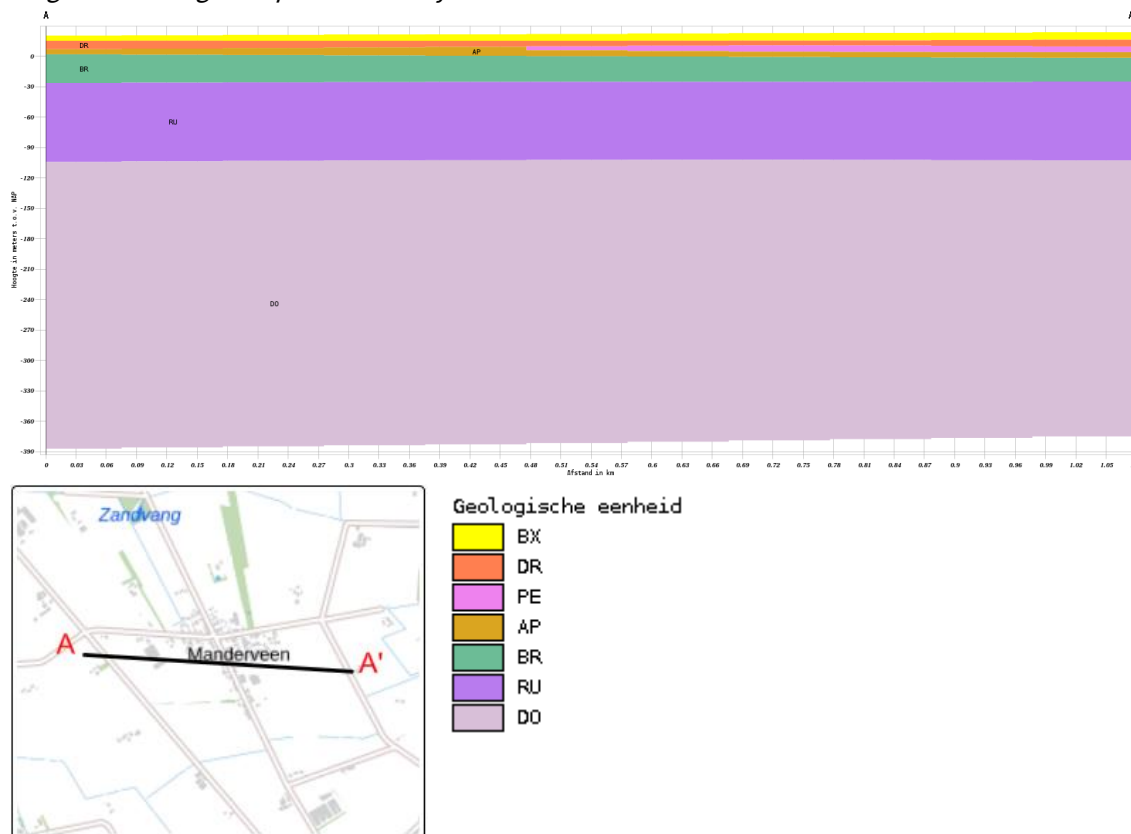 A A
DR
AP
BR
RU
DO
Hoogte in meters t.o.v. NAP
0
-30
-60
-90
-120
-150
-180
-210
-240
-270
-300
-330
-360
-390
0 0.03 0.06 0.09 0.12 0.15 0.18 0.21 0.24 0.27 0.3 0.33 0.36 0.39 0.42 0.45 0.48 0.51 0.54 0.57 0.6 0.63 0.66 0.69 0.72 0.75 0.78 0.81 0.84 0.87 0.9 0.93 0.96 0.99 1.02 1.05
Afstand in km
Zandvang
A
Manderveen
A'
Geologische eenheid
BX
DR
PE
AP
BR
RU
DO